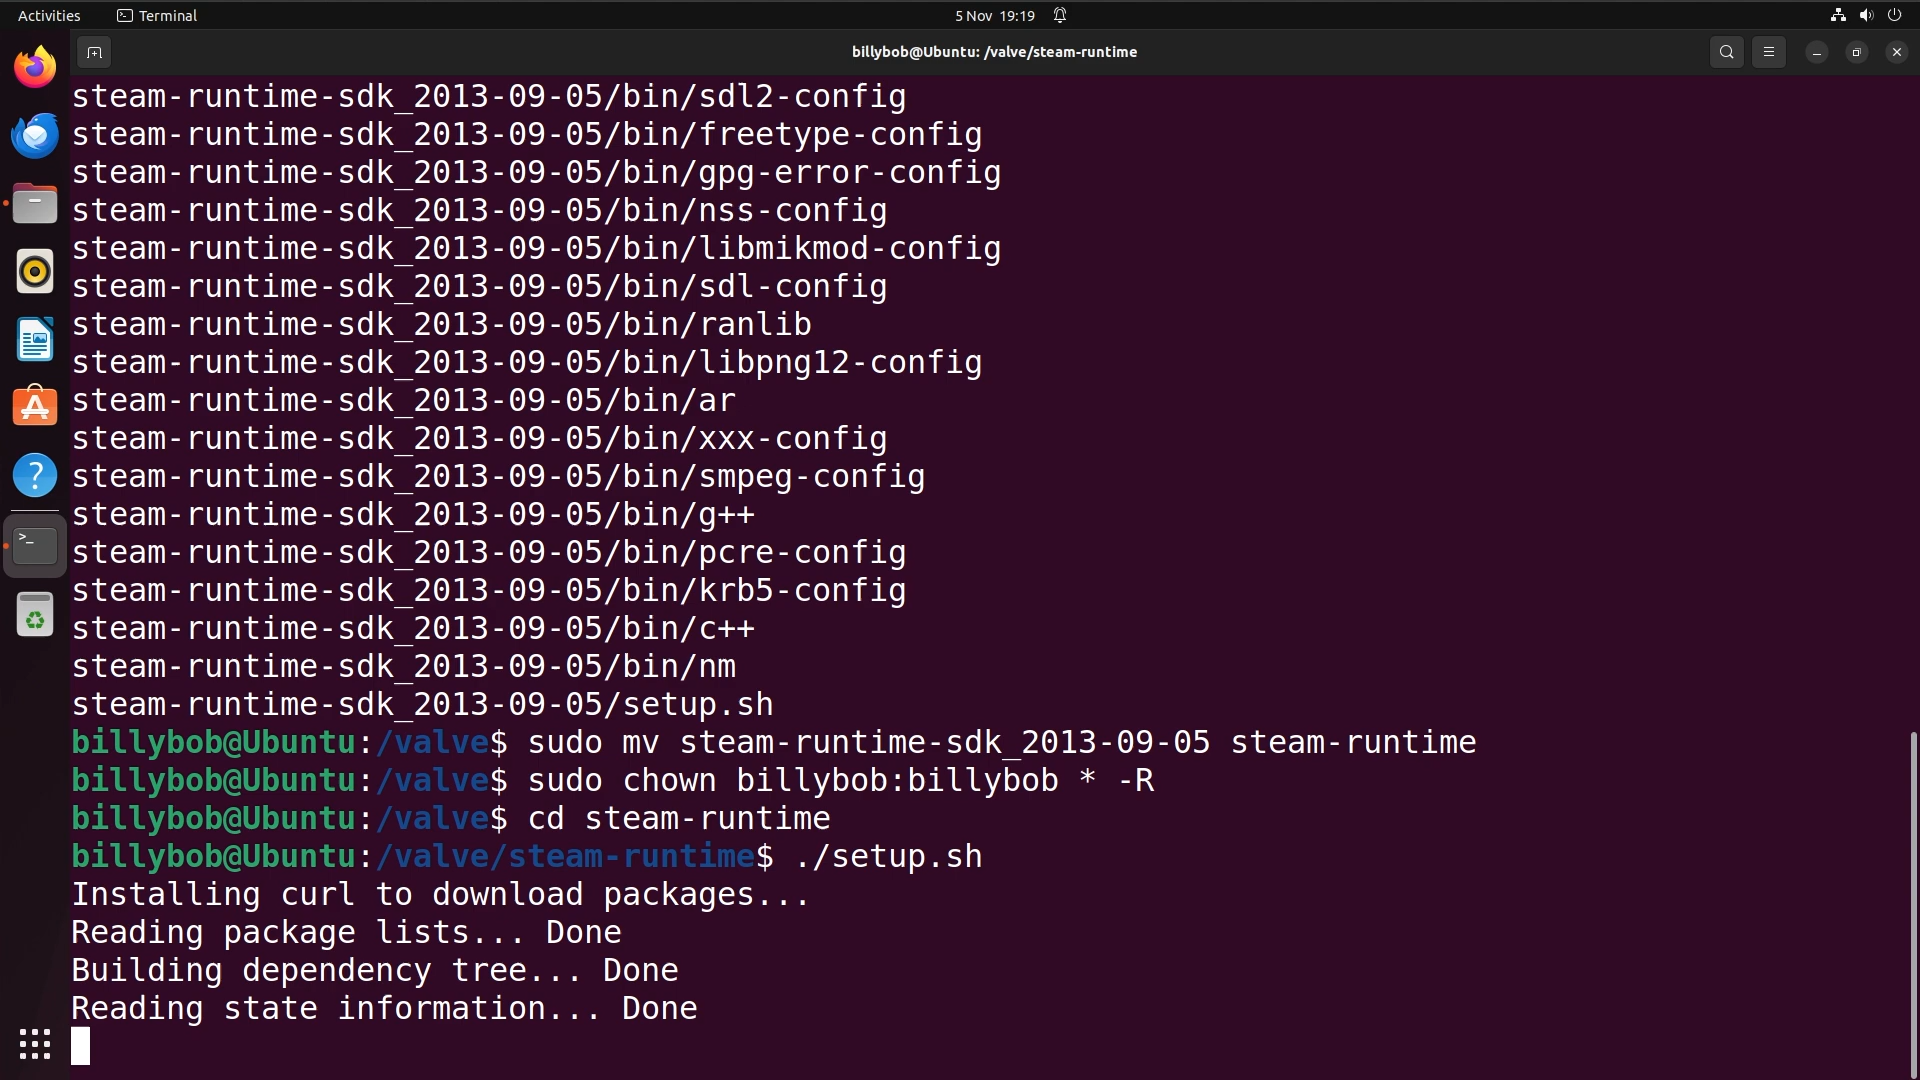 Activities
Terminal
5 Nov 19:19
billybob@Ubuntu: /valve/steam-runtime
steam-runtime-sdk_2013-09-05/bin/sdl2-config
steam-runtime-sdk_2013-09-05/bin/freetype-config
steam-runtime-sdk_2013-09-05/bin/gpg-error-config
steam-runtime-sdk_2013-09-05/bin/nss-config
steam-runtime-sdk_2013-09-05/bin/libmikmod-config
steam-runtime-sdk_2013-09-05/bin/sdl-config
steam-runtime-sdk_2013-09-05/bin/ranlib
steam-runtime-sdk_2013-09-05/bin/libpng12-config
steam-runtime-sdk_2013-09-05/bin/ar
steam-runtime-sdk_2013-09-05/bin/xxx-config
steam-runtime-sdk_2013-09-05/bin/smpeg-config
steam-runtime-sdk_2013-09-05/bin/g++
steam-runtime-sdk_2013-09-05/bin/pcre-config
steam-runtime-sdk_2013-09-05/bin/krb5-config
steam-runtime-sdk_2013-09-05/bin/c++
steam-runtime-sdk_2013-09-05/bin/nm
steam-runtime-sdk_2013-09-05/setup.sh
billybob@Ubuntu:/valve$ sudo mv steam-runtime-sdk_2013-09-05 steam-runtime
billybob@Ubuntu:/valve$ sudo chown billybob:billybob * -R
billybob@Ubuntu:/valve$ cd steam-runtime
billybob@Ubuntu:/valve/steam-runtime$ ./setup.sh
Installing curl to download packages...
Reading package lists... Done
Building dependency tree... Done
Reading state information... Done